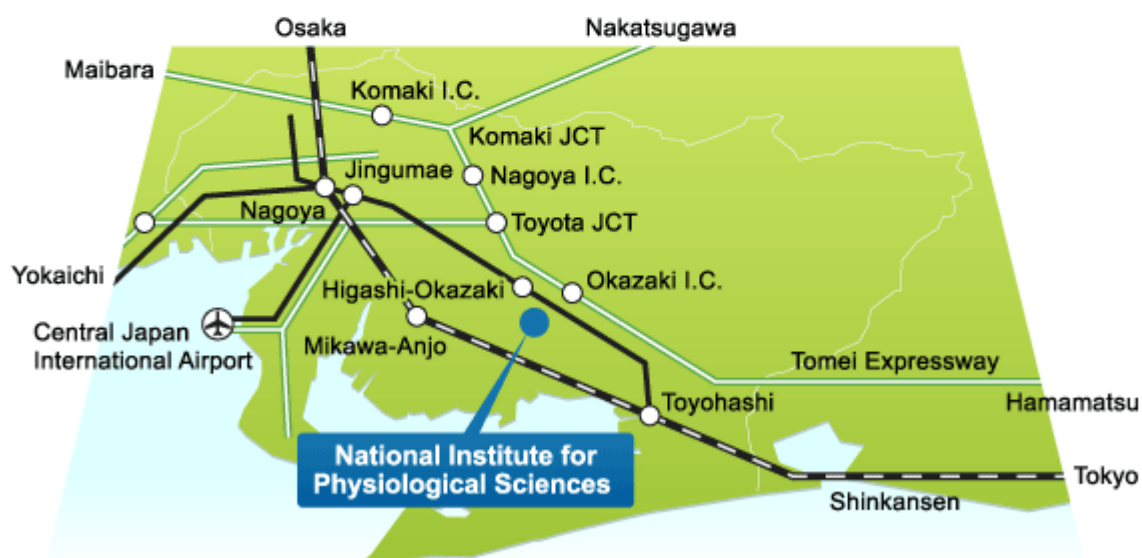 Osaka
Nakatsugawa
Maibara
Komaki I.C.
Komaki JCT
Jingumae
Nagoya I.C.
Nagoya
Toyota JCT
Yokaichi
Higashi-Okazaki
Okazaki I.C.
Central Japan
International Airport
Mikawa-Anjo
Tomei Expressway
Toyohashi
Hamamatsu
National Institute for
Physiological Sciences
Tokyo
Shinkansen